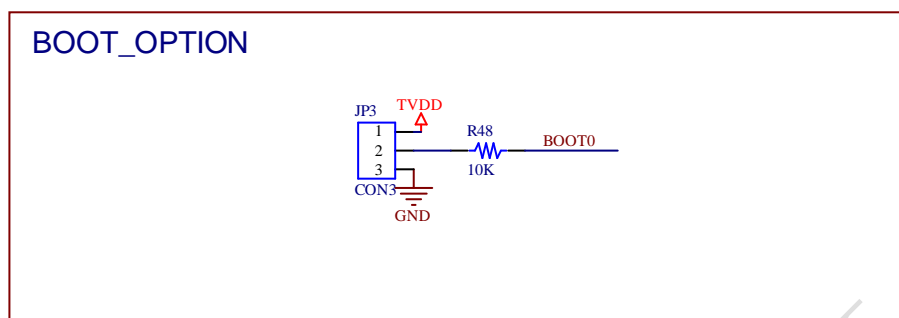 BOOT_OPTION
JP3
TVDD
1
R48
BOOT0
2
3
10K
CON3
GND